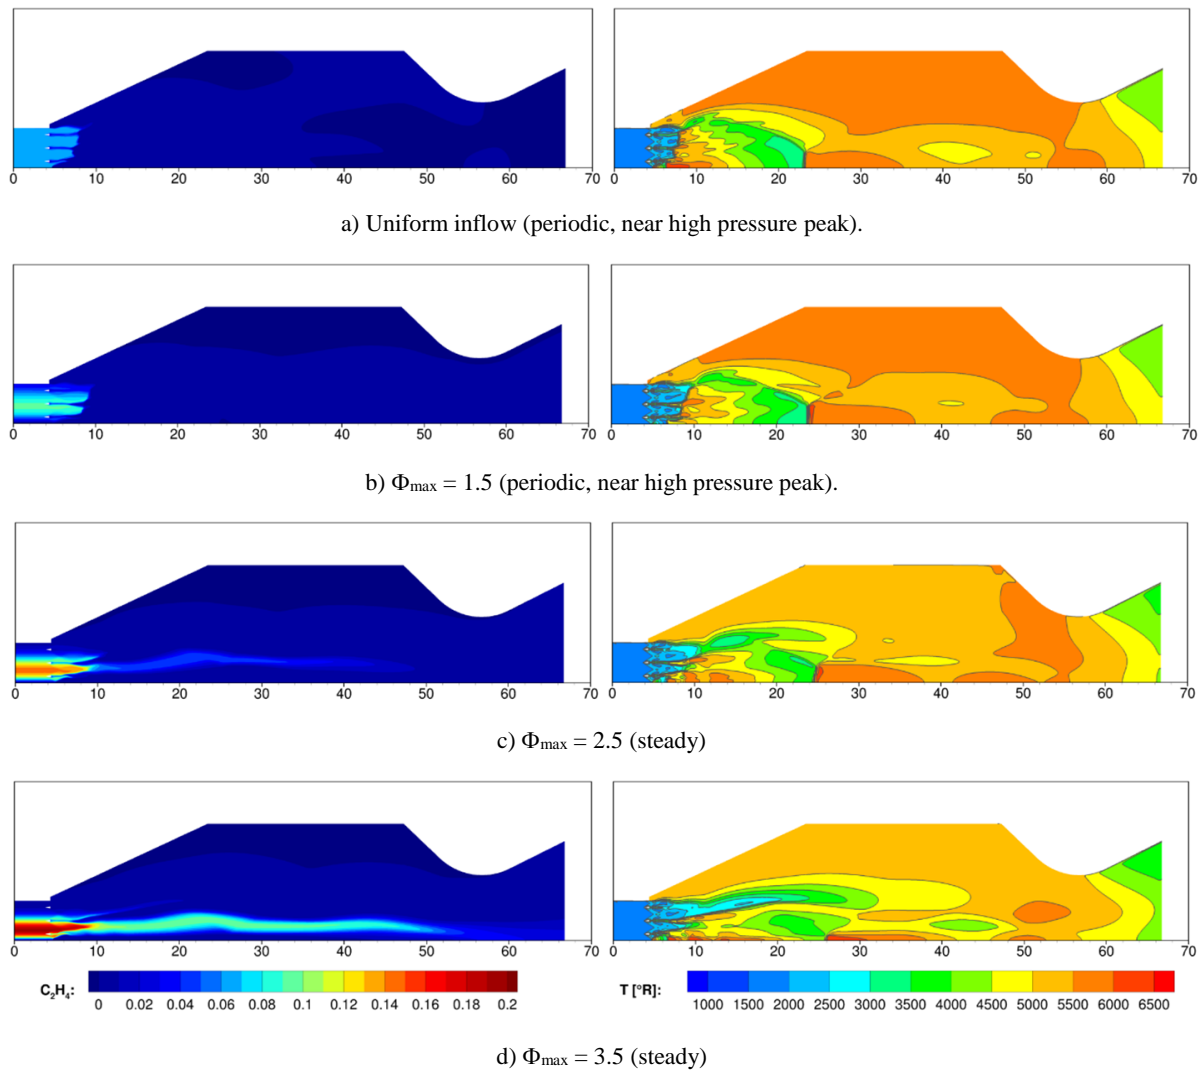 0 10 20 30 40 50 60 70 0 10 20 30 40 50 60 70
a) Uniform inflow (periodic, near high pressure peak).
0 10 20 30 40 50 60 70 0 10 20 30 40 50 60 70
b) Φmax = 1.5 (periodic, near high pressure peak).
0 10 20 30 40 50 60 70 0 10 20 30 40 50 60 70
c) Φmax = 2.5 (steady)
0 10 20 30 40 50 60 70 0 10 20 30 40 50 60 70
C₂H₄: 0 0.02 0.04 0.06 0.08 0.1 0.12 0.14 0.16 0.18 0.2 T [°R]: 1000 1500 2000 2500 3000 3500 4000 4500 5000 5500 6000 6500
d) Φmax = 3.5 (steady)